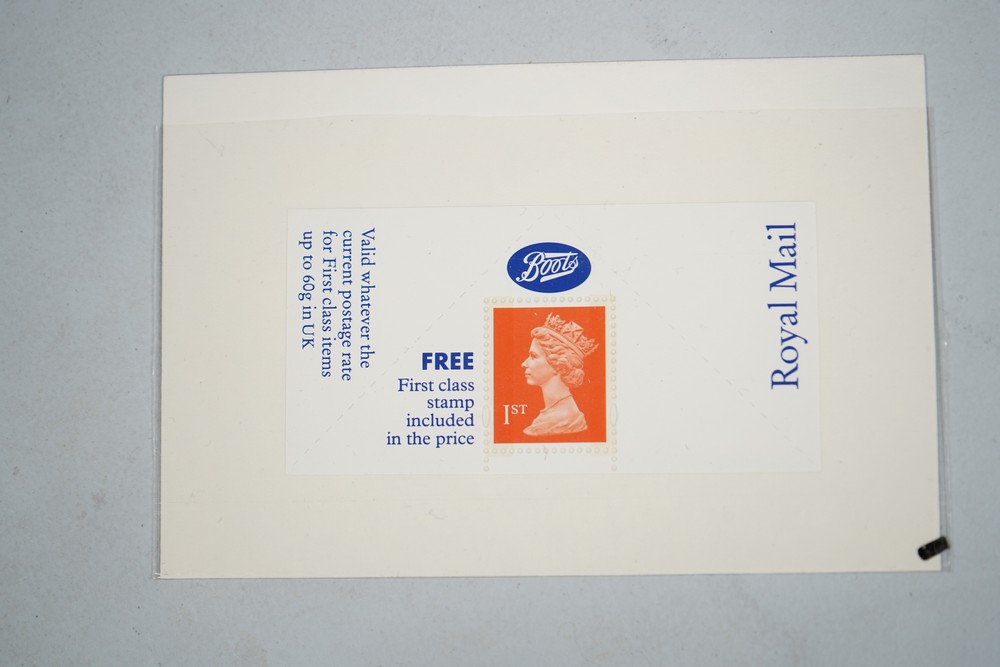 Valid whatever the
current postage rate
for First class items
up to 60g in UK
Boots
FREE
First class
stamp
included
in the price
1ST
Royal Mail